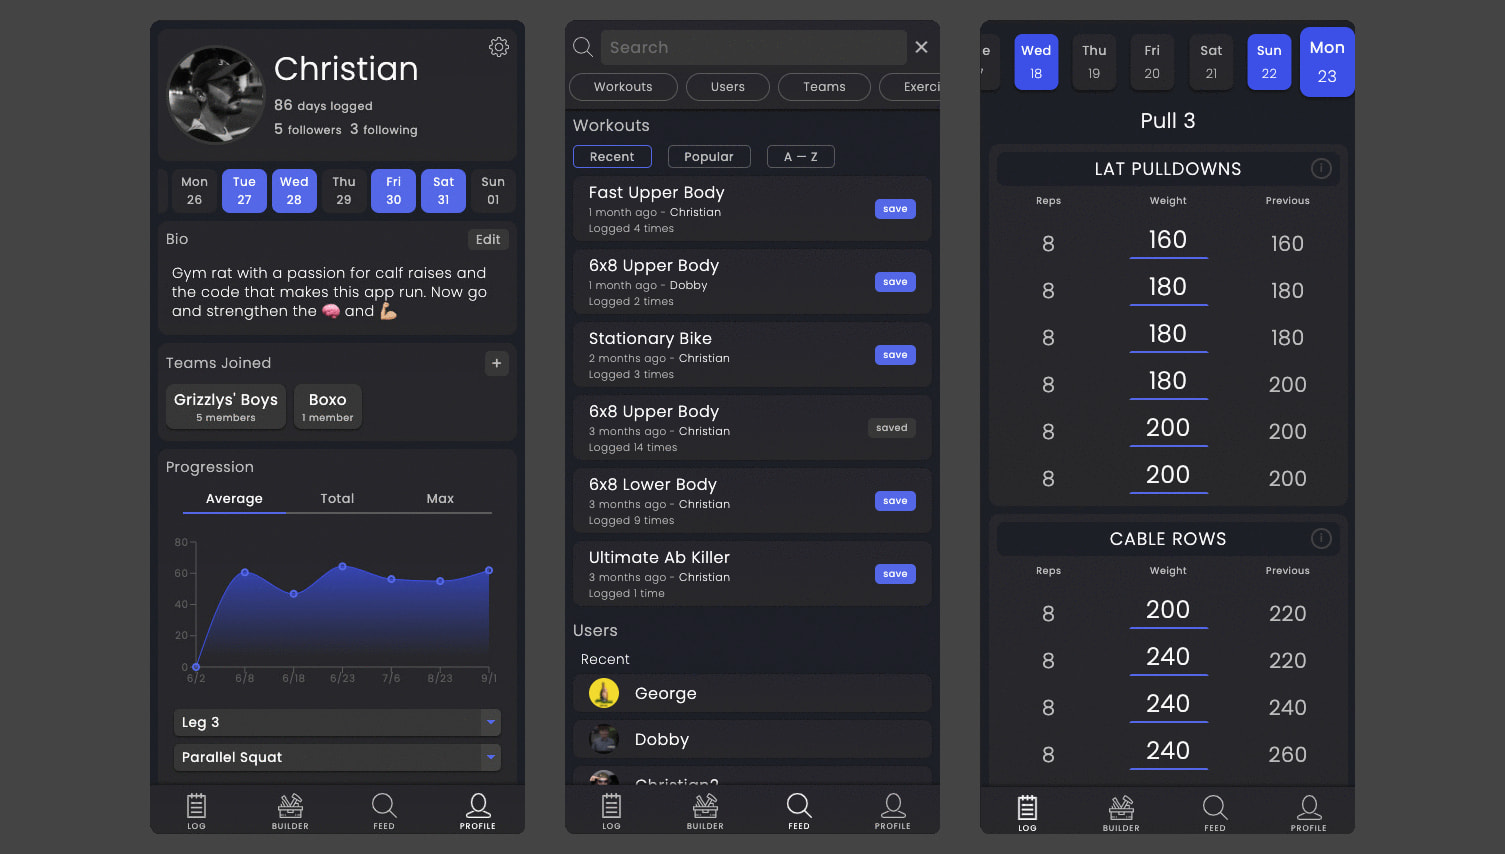 Christian
86 days logged
5 followers 3 following
Mon Tue Wed Thu Fri Sat Sun
26 27 28 29 30 31 01
Bio
Edit
Gym rat with a passion for calf raises and
the code that makes this app run. Now go
and strengthen the 🧠 and 💪🏼
Teams Joined
+
Grizzlys' Boys
5 members
Boxo
1 member
Progression
Average Total Max
80
60
40
20
0
6/2 6/8 6/18 6/23 7/6 8/23 9/1
Leg 3
Parallel Squat
LOG BUILDER FEED PROFILE
Search
Workouts Users Teams Exerci
Workouts
Recent Popular A — Z
Fast Upper Body
1 month ago - Christian
Logged 4 times
save
6x8 Upper Body
1 month ago - Dobby
Logged 2 times
save
Stationary Bike
2 months ago - Christian
Logged 3 times
save
6x8 Upper Body
3 months ago - Christian
Logged 14 times
saved
6x8 Lower Body
3 months ago - Christian
Logged 9 times
save
Ultimate Ab Killer
3 months ago - Christian
Logged 1 time
save
Users
Recent
George
Dobby
Christian2
LOG BUILDER FEED PROFILE
e Wed Thu Fri Sat Sun Mon
18 19 20 21 22 23
Pull 3
LAT PULLDOWNS
Reps Weight Previous
8 160 160
8 180 180
8 180 180
8 180 200
8 200 200
8 200 200
CABLE ROWS
Reps Weight Previous
8 200 220
8 240 220
8 240 240
8 240 260
LOG BUILDER FEED PROFILE